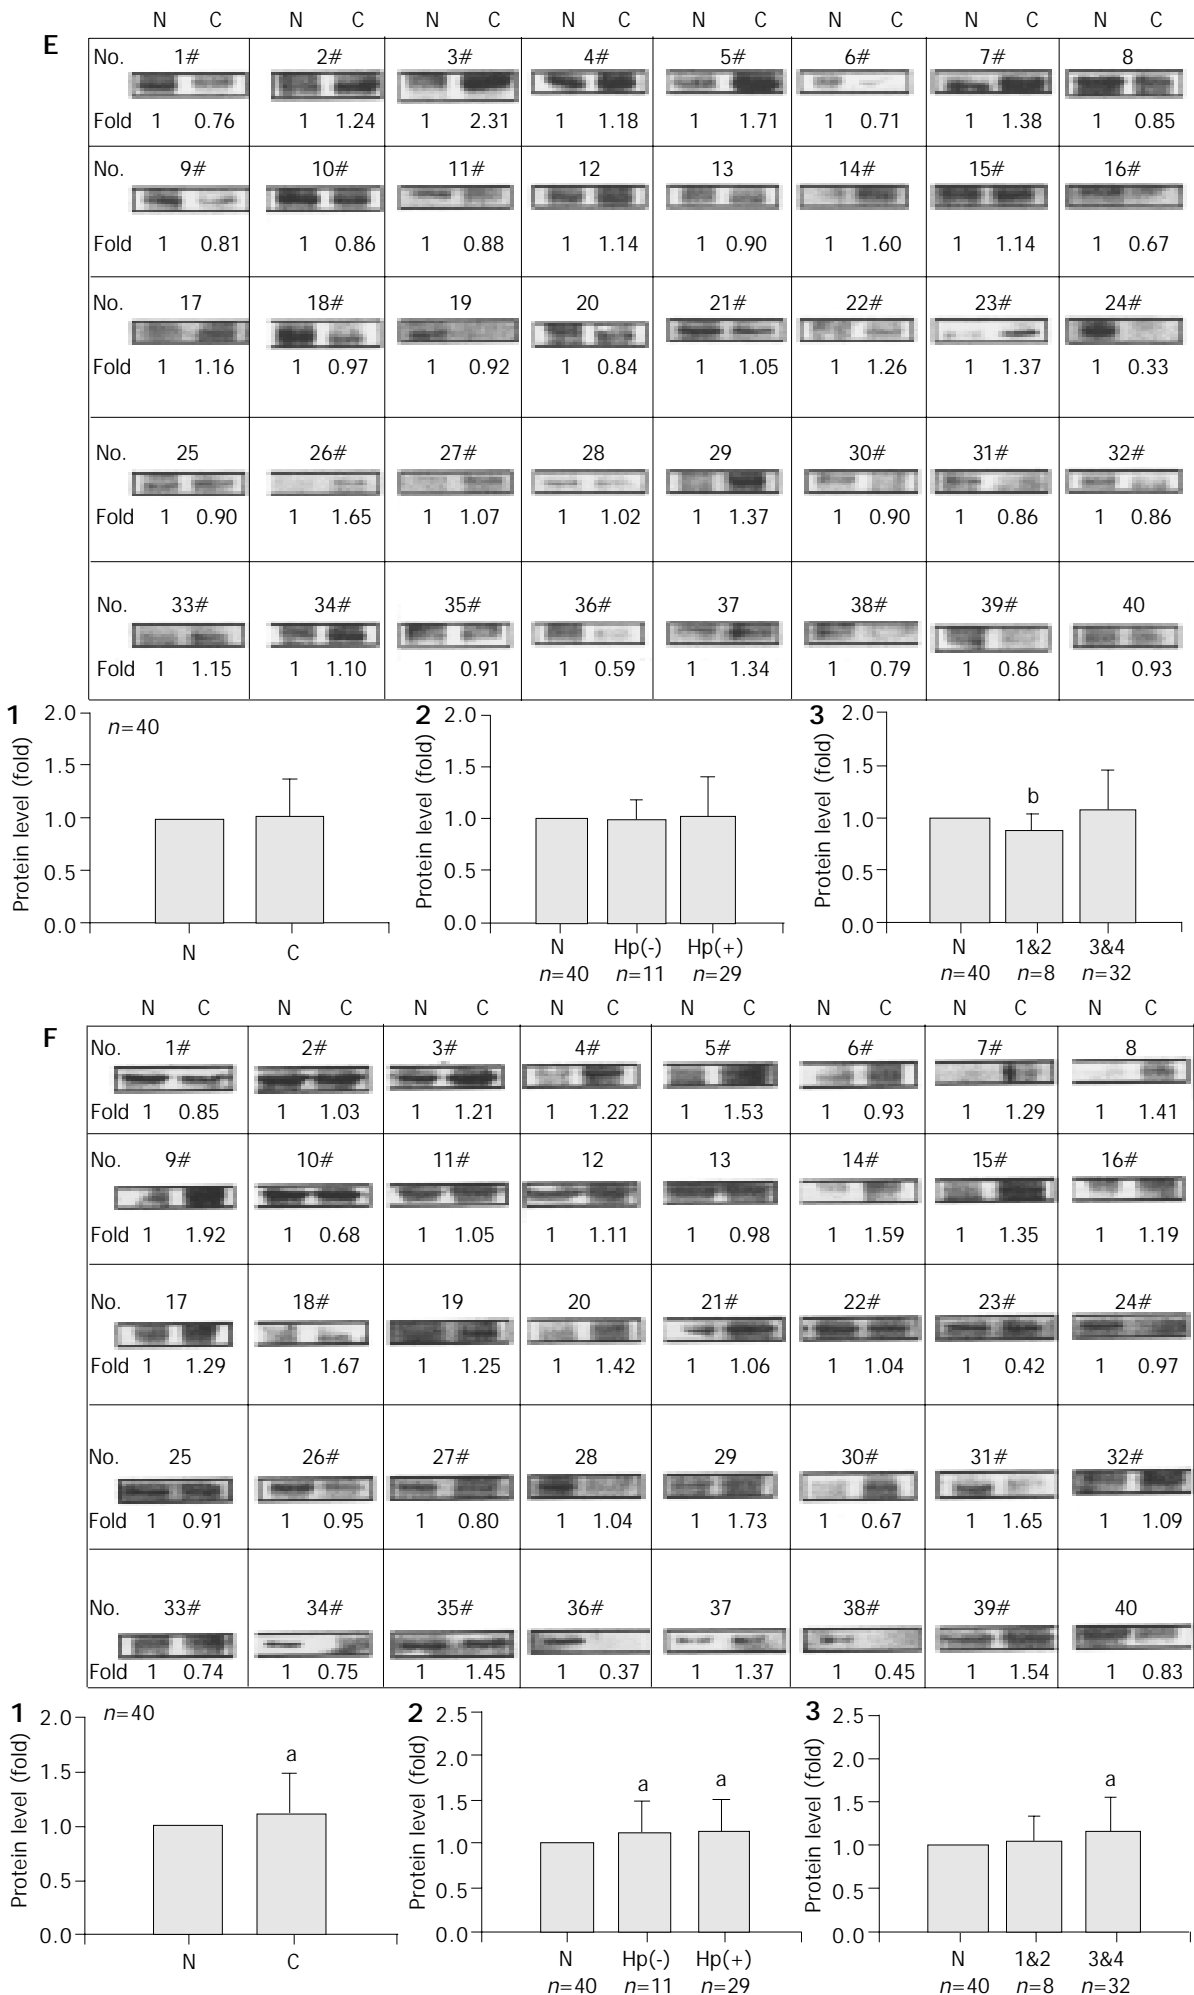 N C N C N C N C N C N C N C N C
E
No. 1# 2# 3# 4# 5# 6# 7# 8
Fold 1 0.76 1 1.24 1 2.31 1 1.18 1 1.71 1 0.71 1 1.38 1 0.85
No. 9# 10# 11# 12 13 14# 15# 16#
Fold 1 0.81 1 0.86 1 0.88 1 1.14 1 0.90 1 1.60 1 1.14 1 0.67
No. 17 18# 19 20 21# 22# 23# 24#
Fold 1 1.16 1 0.97 1 0.92 1 0.84 1 1.05 1 1.26 1 1.37 1 0.33
No. 25 26# 27# 28 29 30# 31# 32#
Fold 1 0.90 1 1.65 1 1.07 1 1.02 1 1.37 1 0.90 1 0.86 1 0.86
No. 33# 34# 35# 36# 37 38# 39# 40
Fold 1 1.15 1 1.10 1 0.91 1 0.59 1 1.34 1 0.79 1 0.86 1 0.93
1
Protein level (fold)
2.0
1.5
1.0
0.5
0.0
n=40
N C
2
Protein level (fold)
2.0
1.5
1.0
0.5
0.0
N Hp(-) Hp(+)
n=40 n=11 n=29
3
Protein level (fold)
2.0
1.5
1.0
0.5
0.0
b
N 1&2 3&4
n=40 n=8 n=32
N C N C N C N C N C N C N C N C
F
No. 1# 2# 3# 4# 5# 6# 7# 8
Fold 1 0.85 1 1.03 1 1.21 1 1.22 1 1.53 1 0.93 1 1.29 1 1.41
No. 9# 10# 11# 12 13 14# 15# 16#
Fold 1 1.92 1 0.68 1 1.05 1 1.11 1 0.98 1 1.59 1 1.35 1 1.19
No. 17 18# 19 20 21# 22# 23# 24#
Fold 1 1.29 1 1.67 1 1.25 1 1.42 1 1.06 1 1.04 1 0.42 1 0.97
No. 25 26# 27# 28 29 30# 31# 32#
Fold 1 0.91 1 0.95 1 0.80 1 1.04 1 1.73 1 0.67 1 1.65 1 1.09
No. 33# 34# 35# 36# 37 38# 39# 40
Fold 1 0.74 1 0.75 1 1.45 1 0.37 1 1.37 1 0.45 1 1.54 1 0.83
1
Protein level (fold)
2.0
1.5
1.0
0.5
0.0
n=40
a
N C
2
Protein level (fold)
2.5
2.0
1.5
1.0
0.5
0.0
a a
N Hp(-) Hp(+)
n=40 n=11 n=29
3
Protein level (fold)
2.5
2.0
1.5
1.0
0.5
0.0
a
N 1&2 3&4
n=40 n=8 n=32